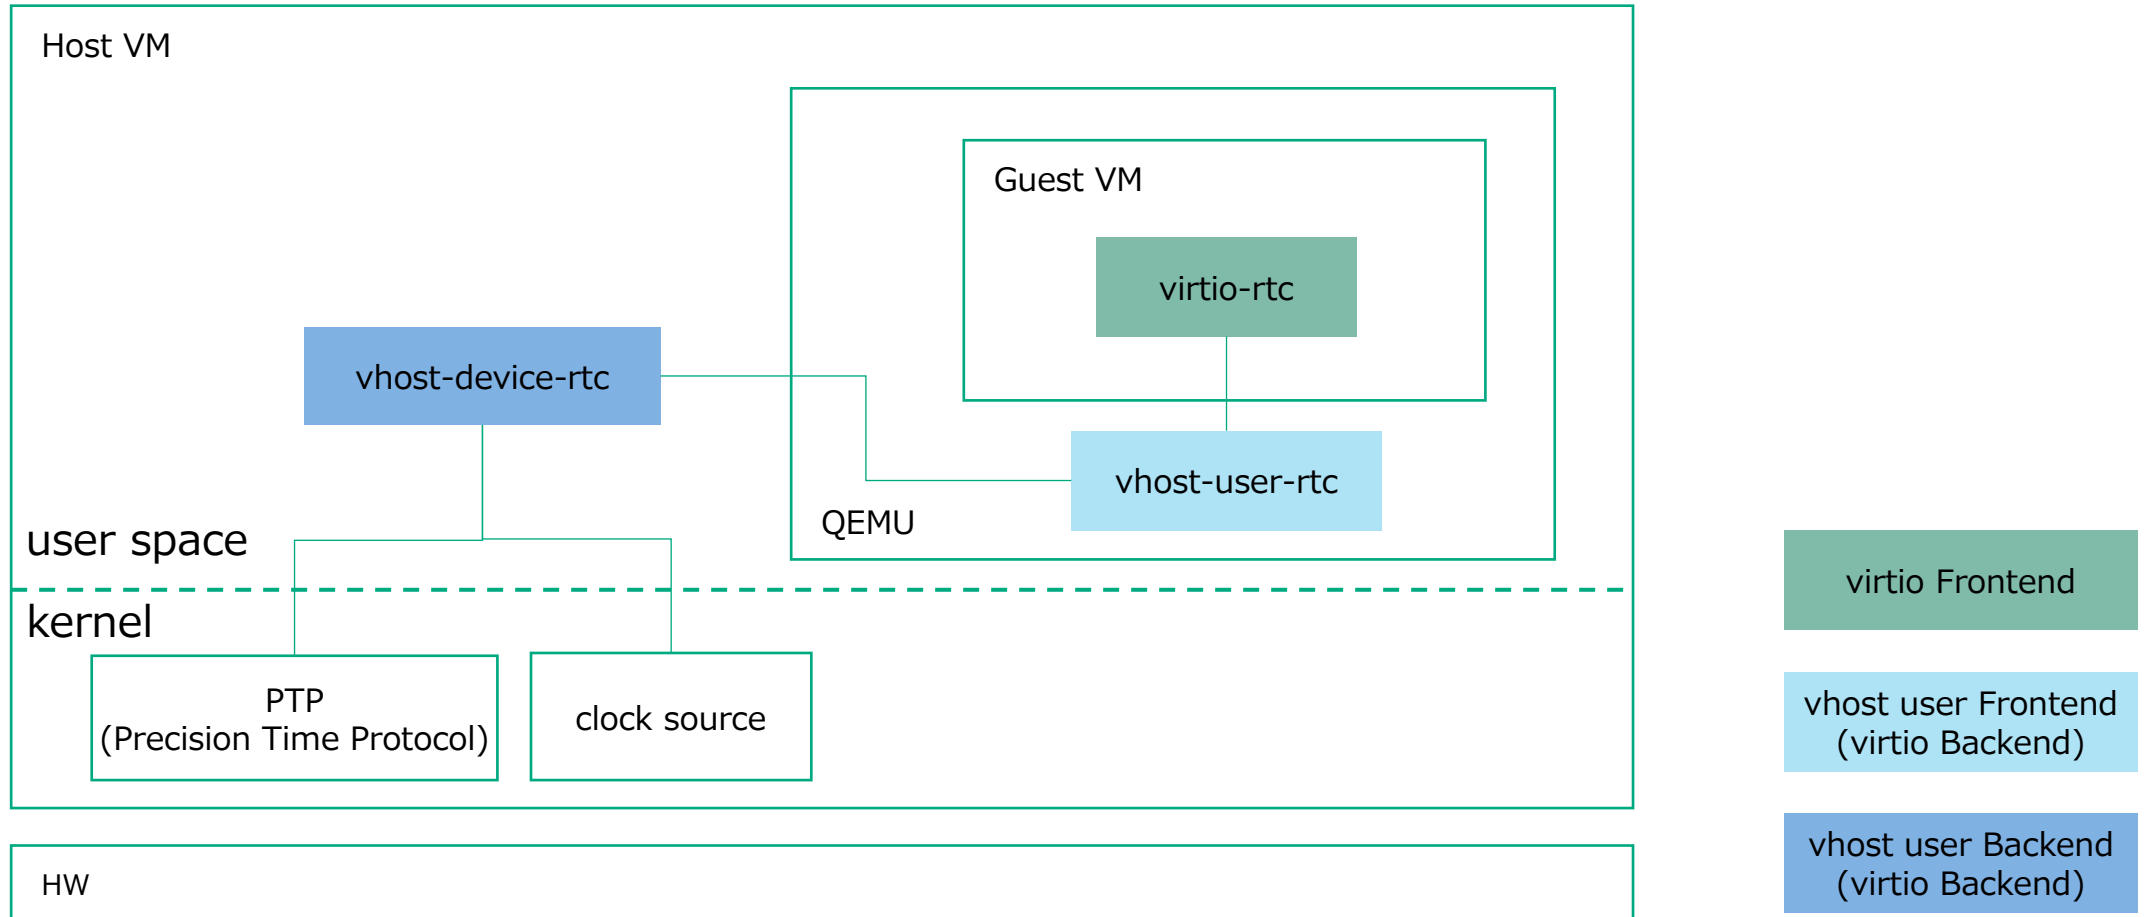 Host VM
Guest VM
virtio-rtc
vhost-device-rtc
vhost-user-rtc
QEMU
user space
kernel
PTP
(Precision Time Protocol)
clock source
HW
virtio Frontend
vhost user Frontend
(virtio Backend)
vhost user Backend
(virtio Backend)